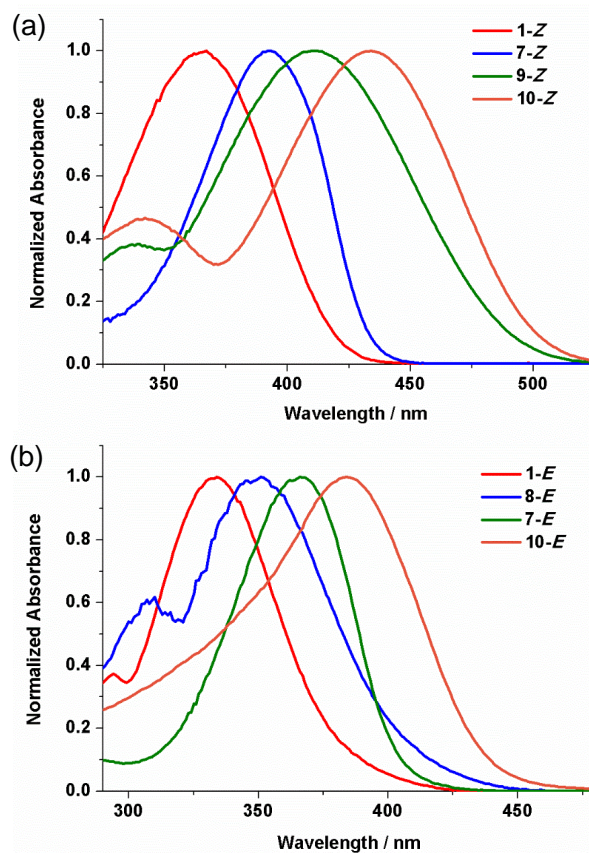 (a)
1-Z
7-Z
9-Z
10-Z
Normalized Absorbance
1.0
0.8
0.6
0.4
0.2
0.0
350 400 450 500
Wavelength / nm
(b)
1-E
8-E
7-E
10-E
Normalized Absorbance
1.0
0.8
0.6
0.4
0.2
0.0
300 350 400 450
Wavelength / nm